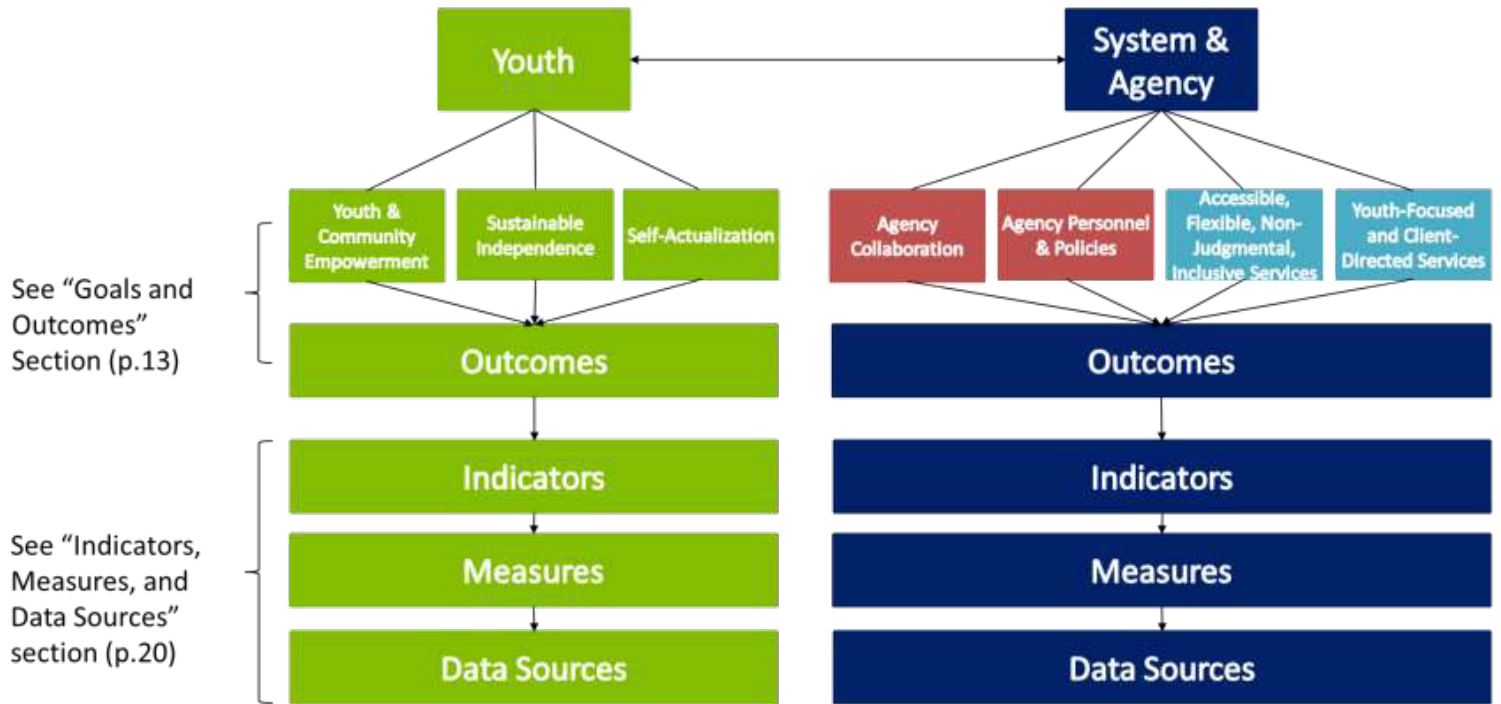 Youth
System &
Agency
Youth &
Community
Empowerment
Sustainable
Independence
Self-Actualization
Agency
Collaboration
Agency Personnel
& Policies
Accessible,
Flexible, Non-
Judgmental,
Inclusive Services
Youth-Focused
and Client-
Directed Services
See “Goals and
Outcomes”
Section (p.13)
Outcomes
Outcomes
See “Indicators,
Measures, and
Data Sources”
section (p.20)
Indicators
Indicators
Measures
Measures
Data Sources
Data Sources